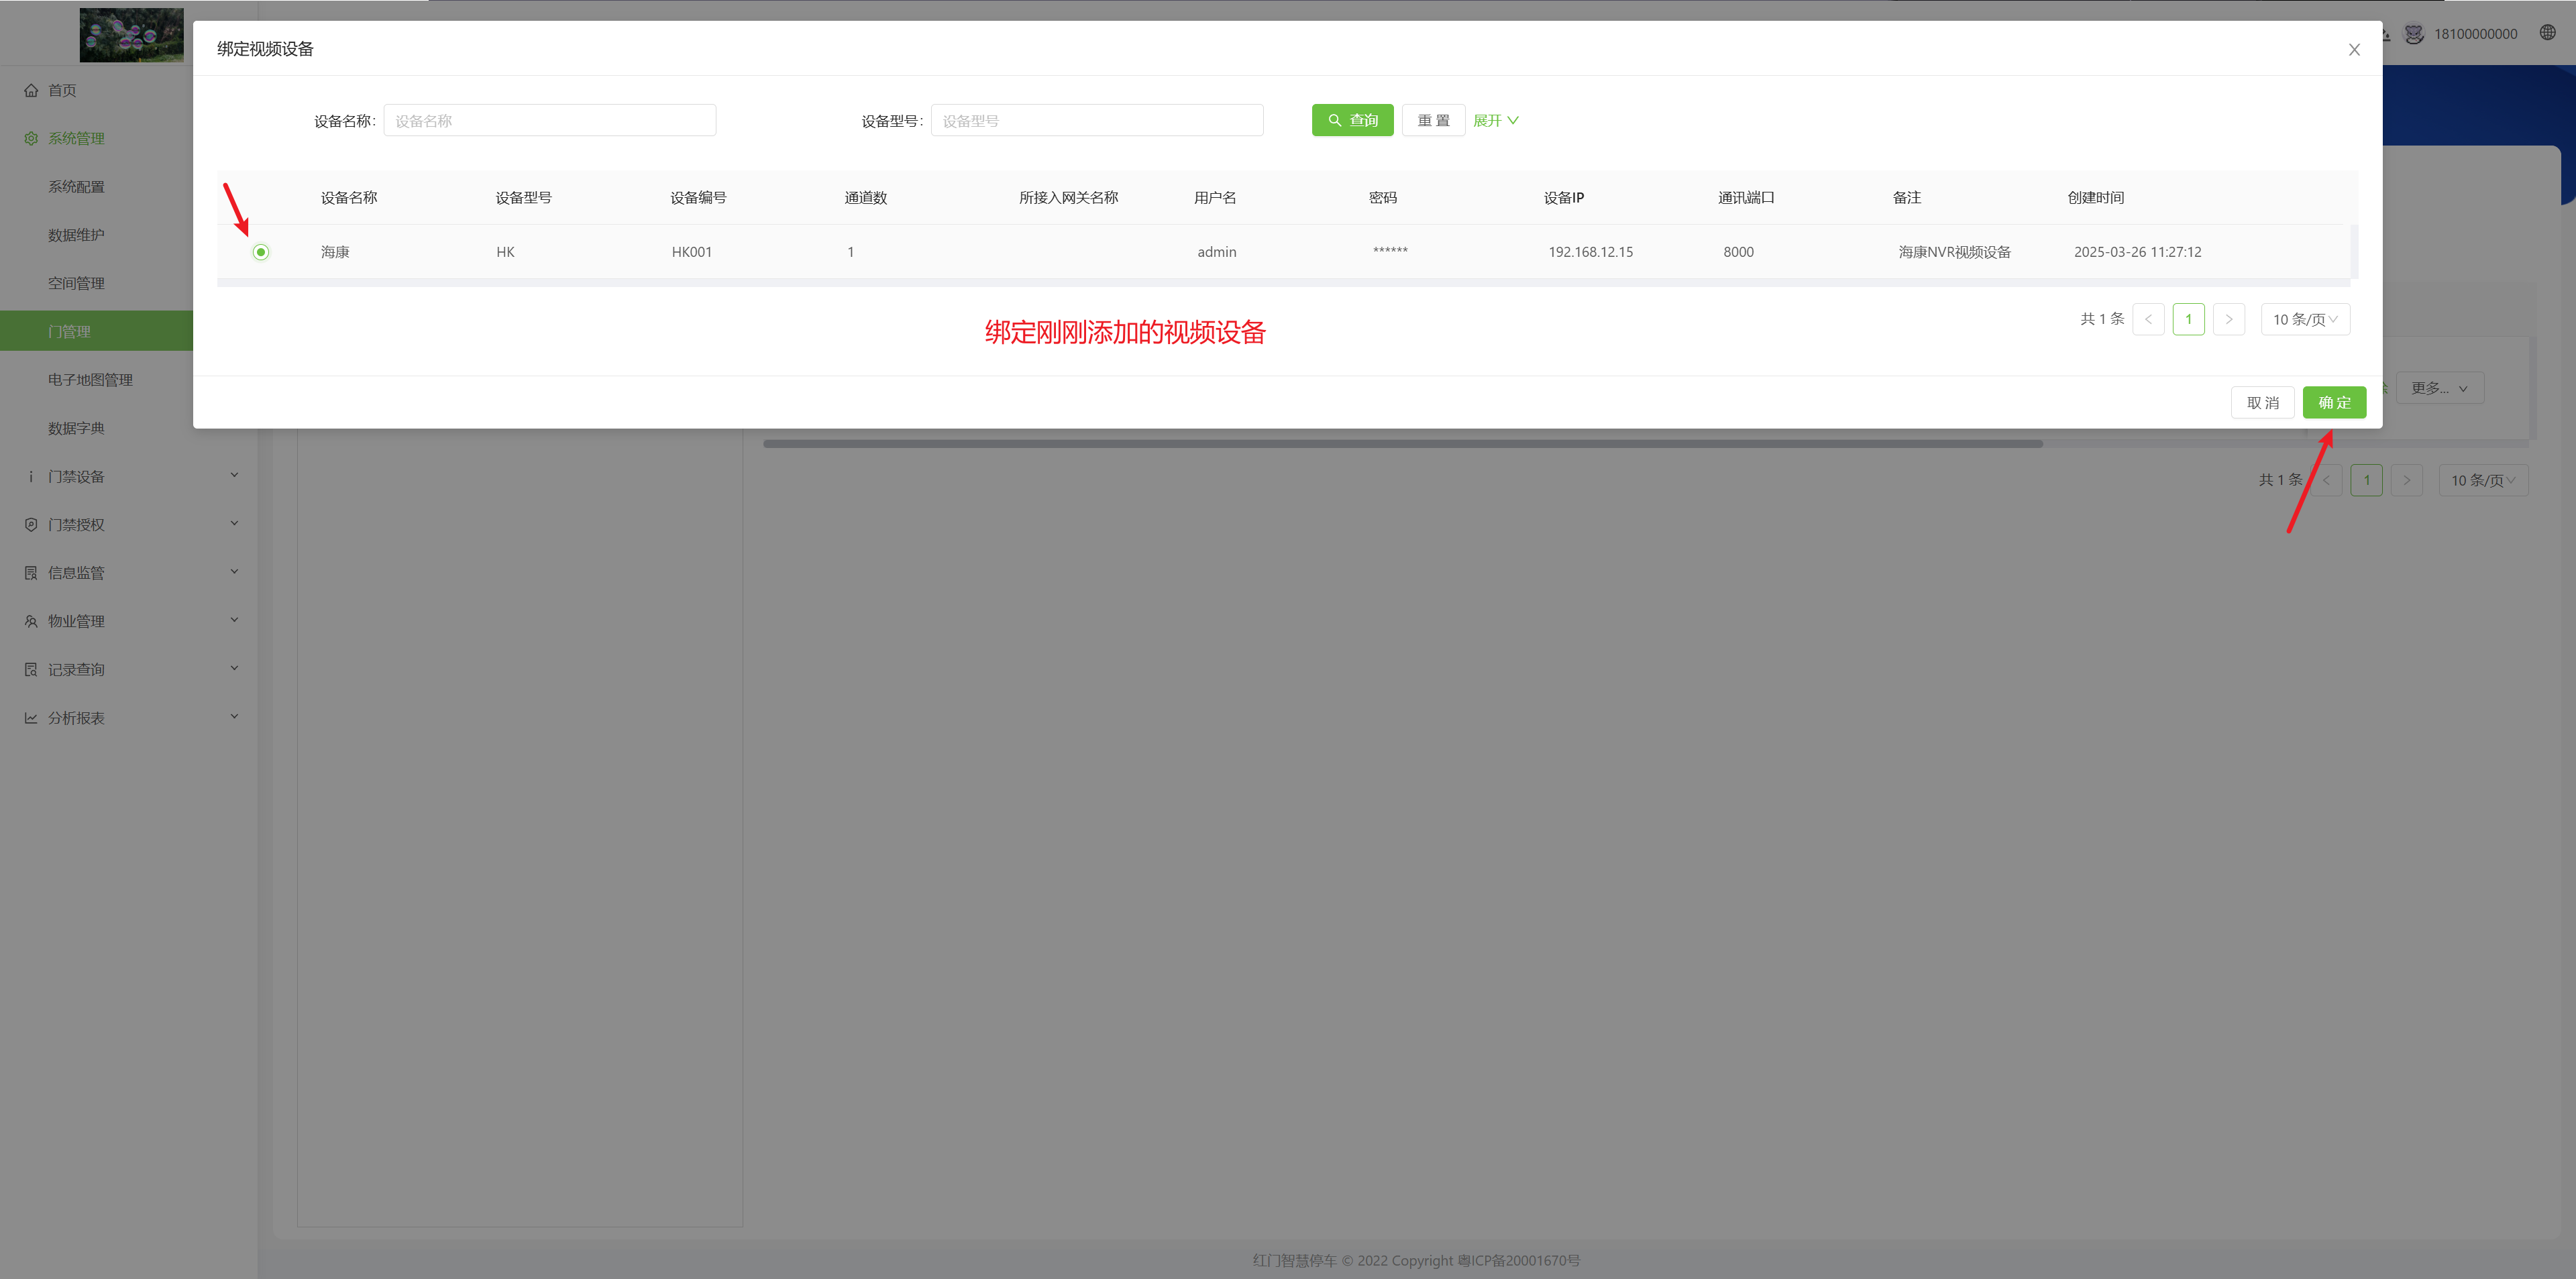 绑定视频设备
18100000000
首页
系统管理
系统配置
数据维护
空间管理
门管理
电子地图管理
数据字典
门禁设备
门禁授权
信息监管
物业管理
记录查询
分析报表
设备名称: 设备名称 设备型号: 设备型号 查询 重置 展开
设备名称 设备型号 设备编号 通道数 所接入网关名称 用户名 密码 设备IP 通讯端口 备注 创建时间
海康 HK HK001 1 admin ****** 192.168.12.15 8000 海康NVR视频设备 2025-03-26 11:27:12
共 1 条 < 1 > 10 条/页
绑定刚刚添加的视频设备
取消 确定
更多...
共 1 条 < 1 > 10 条/页
红门智慧停车 © 2022 Copyright 粤ICP备20001670号